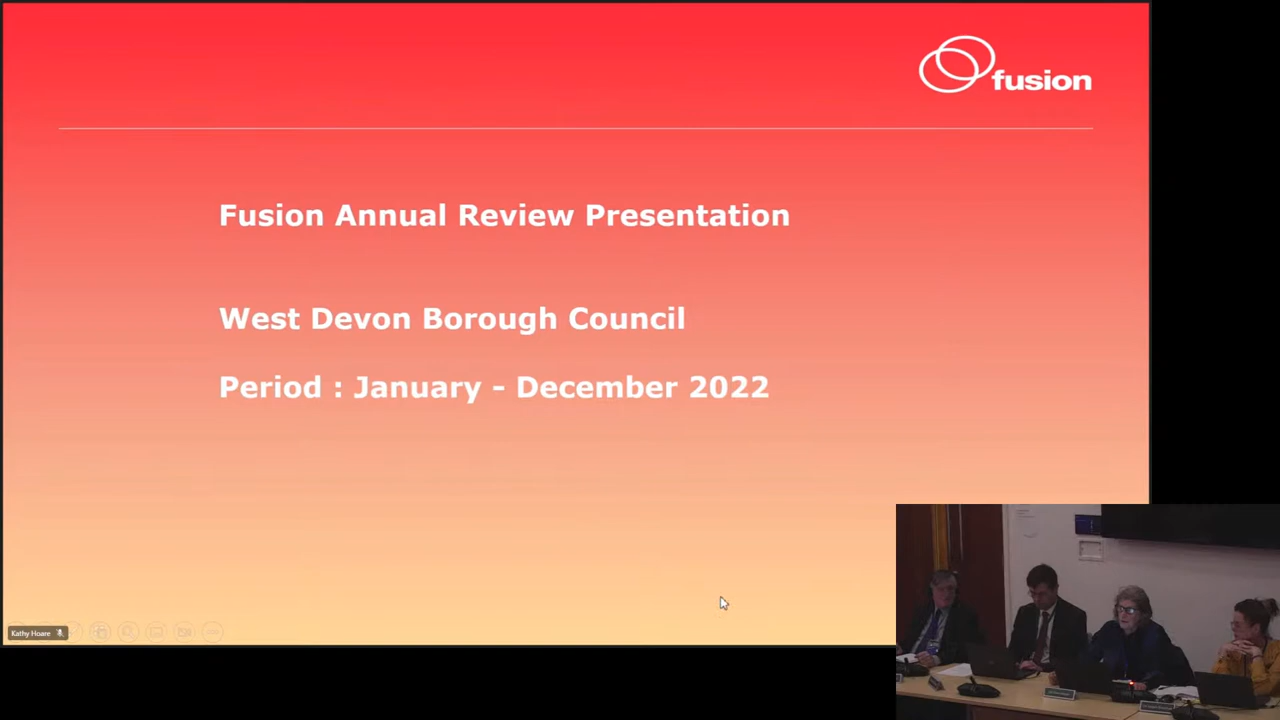 fusion
Fusion Annual Review Presentation
West Devon Borough Council
Period : January - December 2022
Kathy Hoare